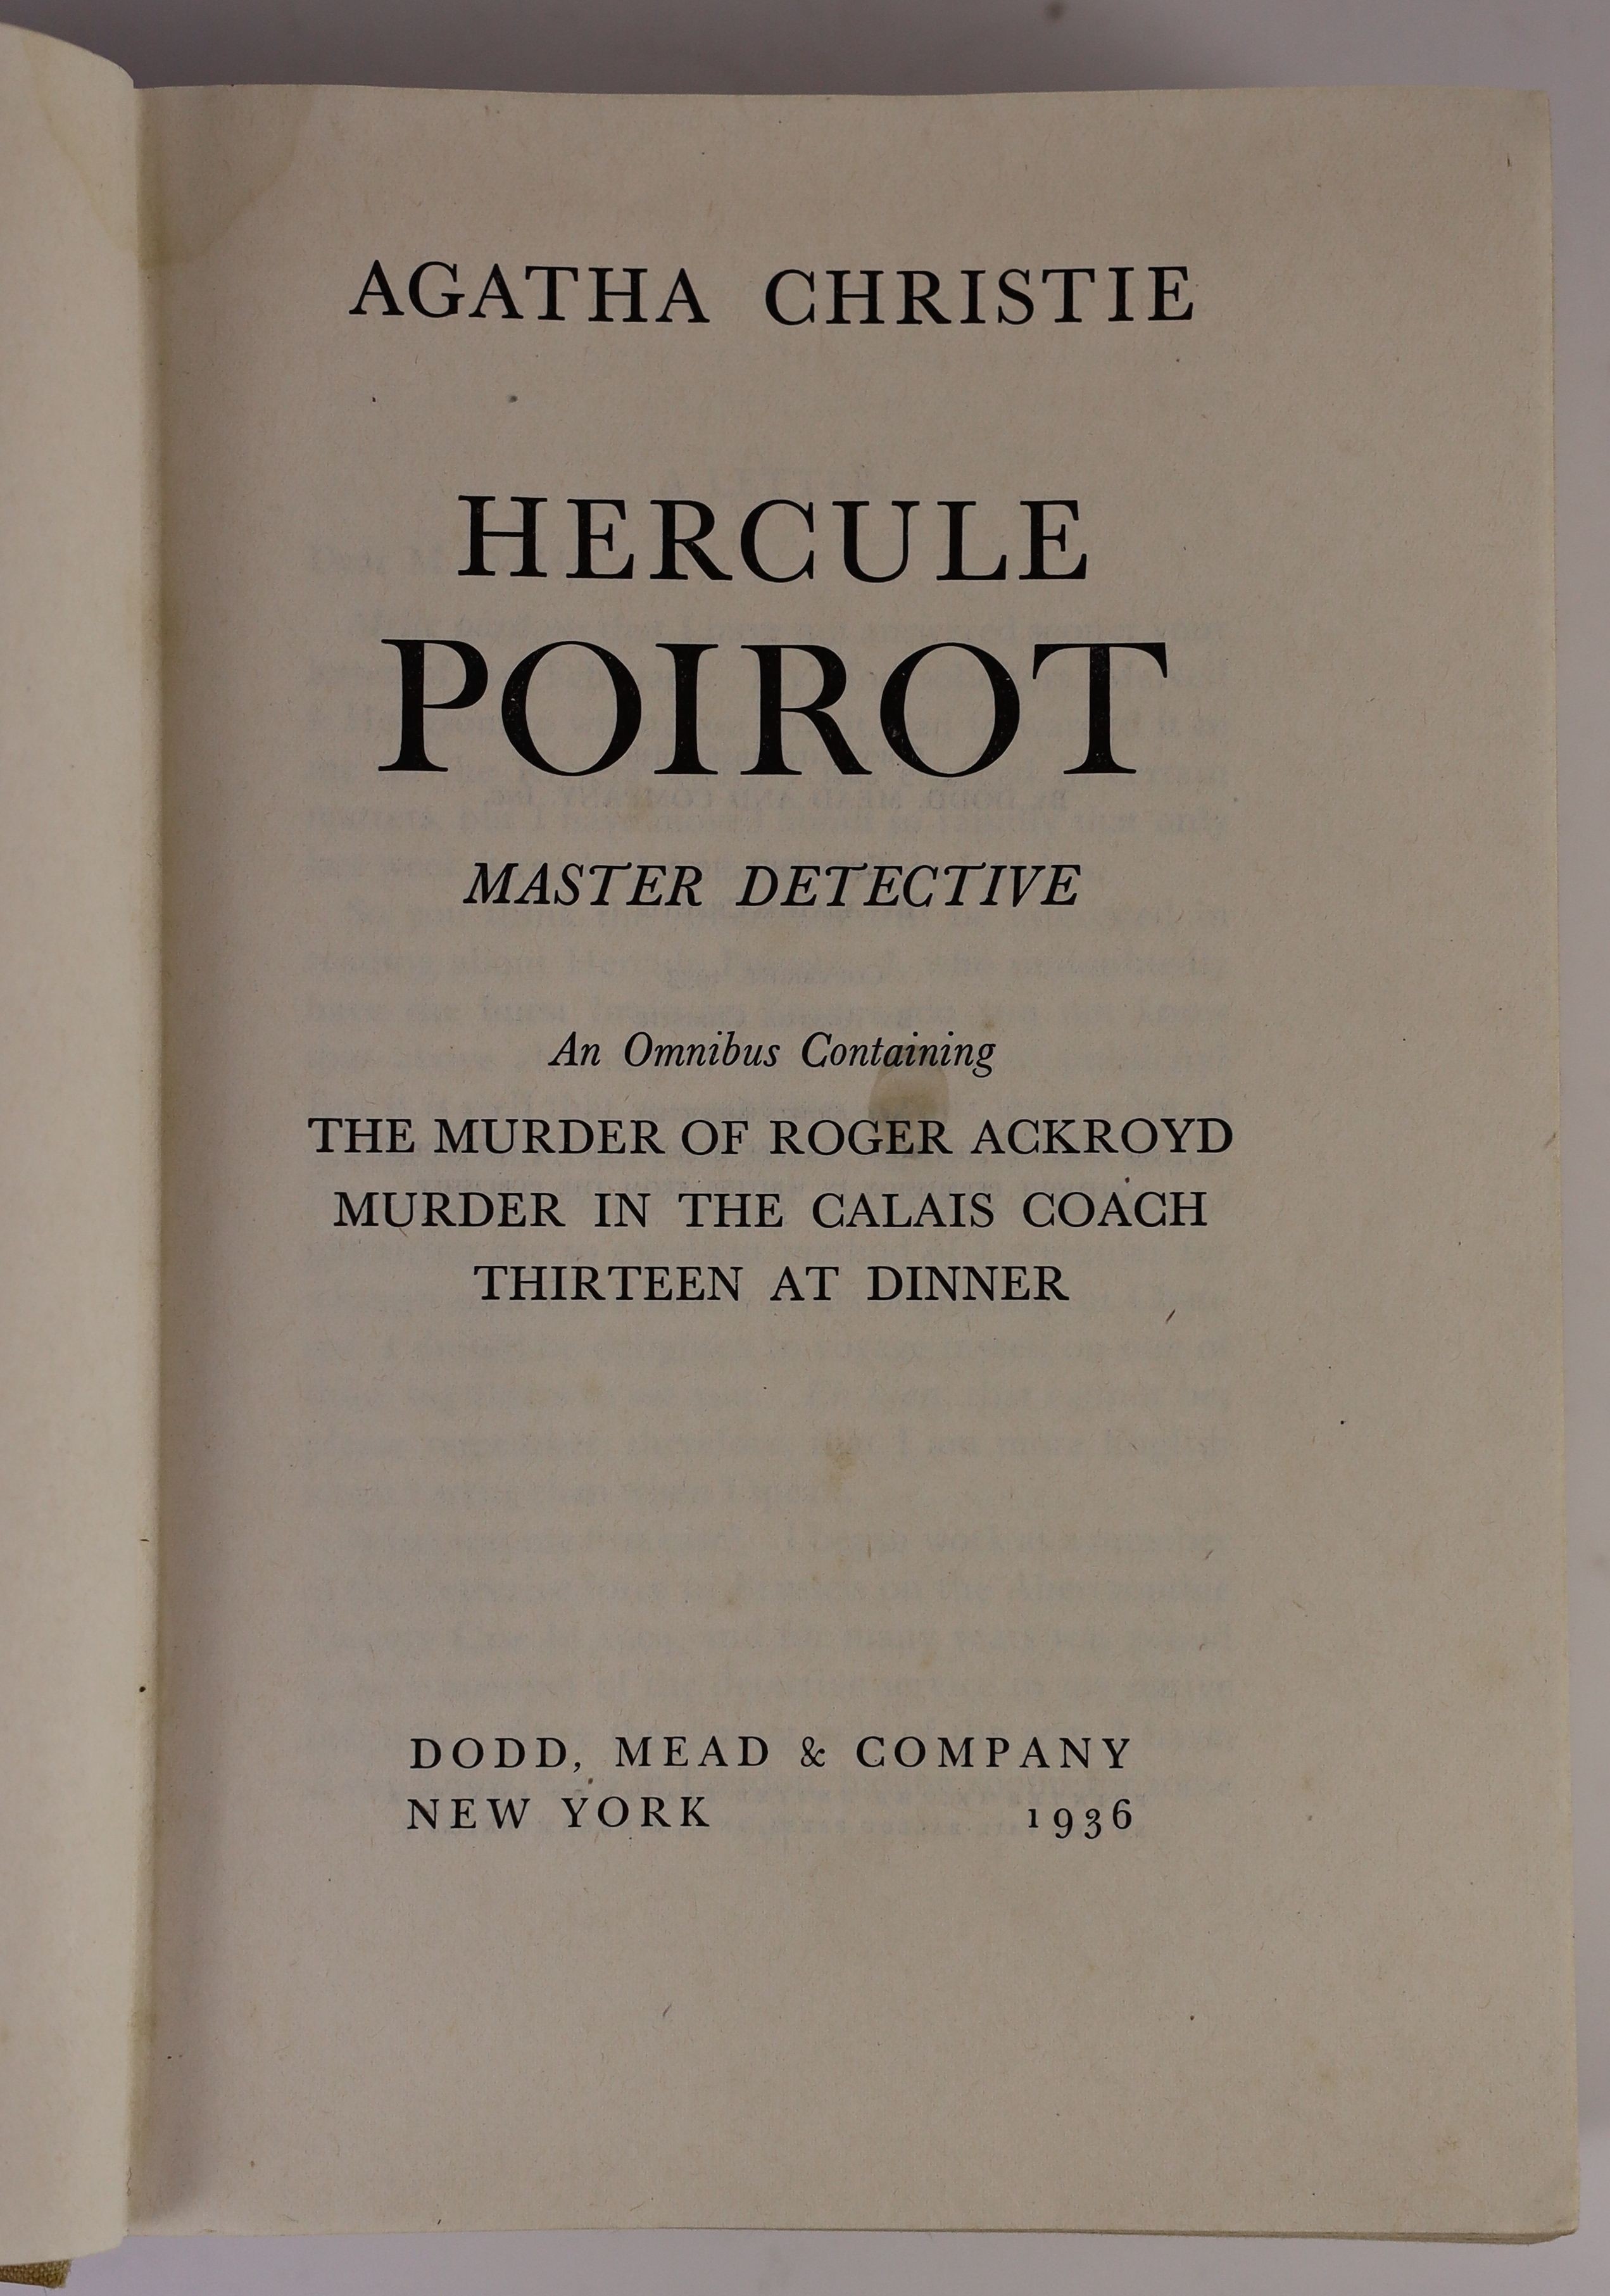 AGATHA CHRISTIE
HERCULE
POIROT
MASTER DETECTIVE
An Omnibus Containing
THE MURDER OF ROGER ACKROYD
MURDER IN THE CALAIS COACH
THIRTEEN AT DINNER
DODD, MEAD & COMPANY
NEW YORK 1936